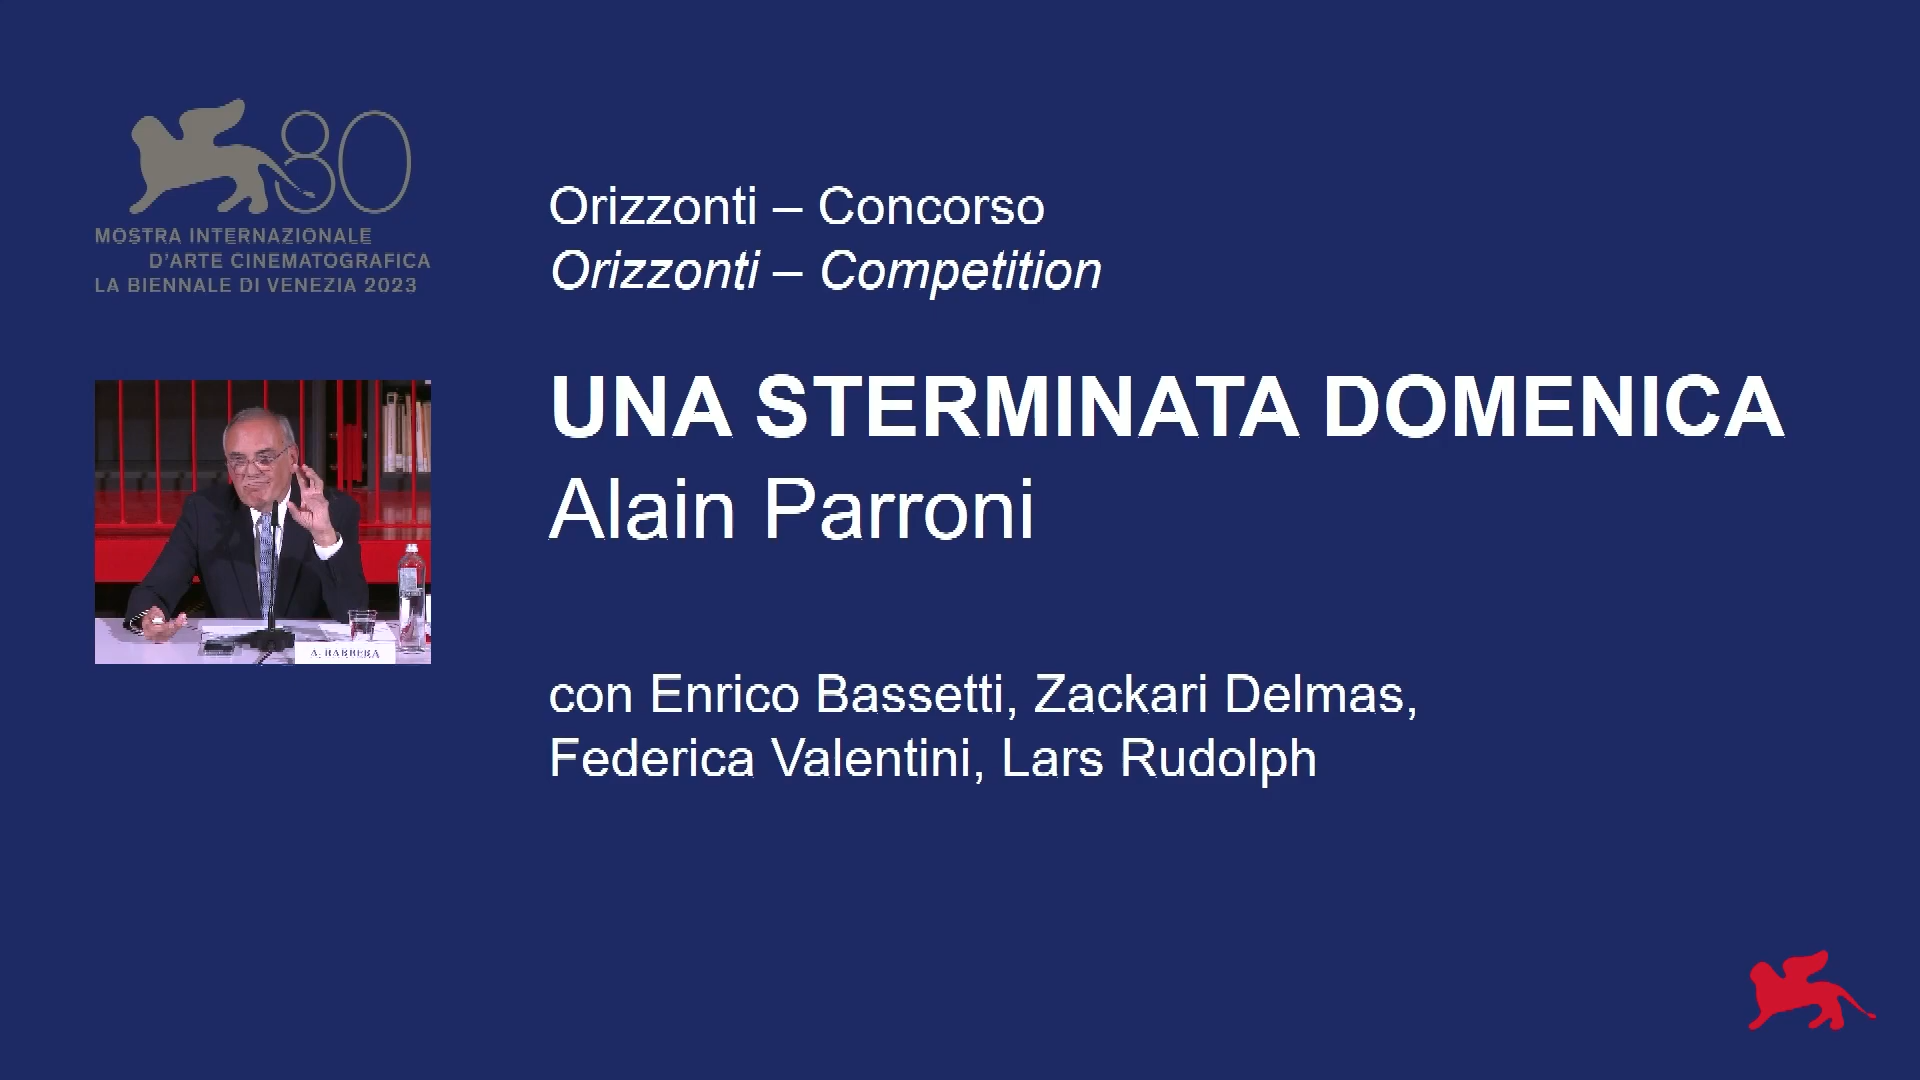 80
MOSTRA INTERNAZIONALE
D'ARTE CINEMATOGRAFICA
LA BIENNALE DI VENEZIA 2023
Orizzonti – Concorso
Orizzonti – Competition
UNA STERMINATA DOMENICA
Alain Parroni
A. BARBERA
con Enrico Bassetti, Zackari Delmas,
Federica Valentini, Lars Rudolph